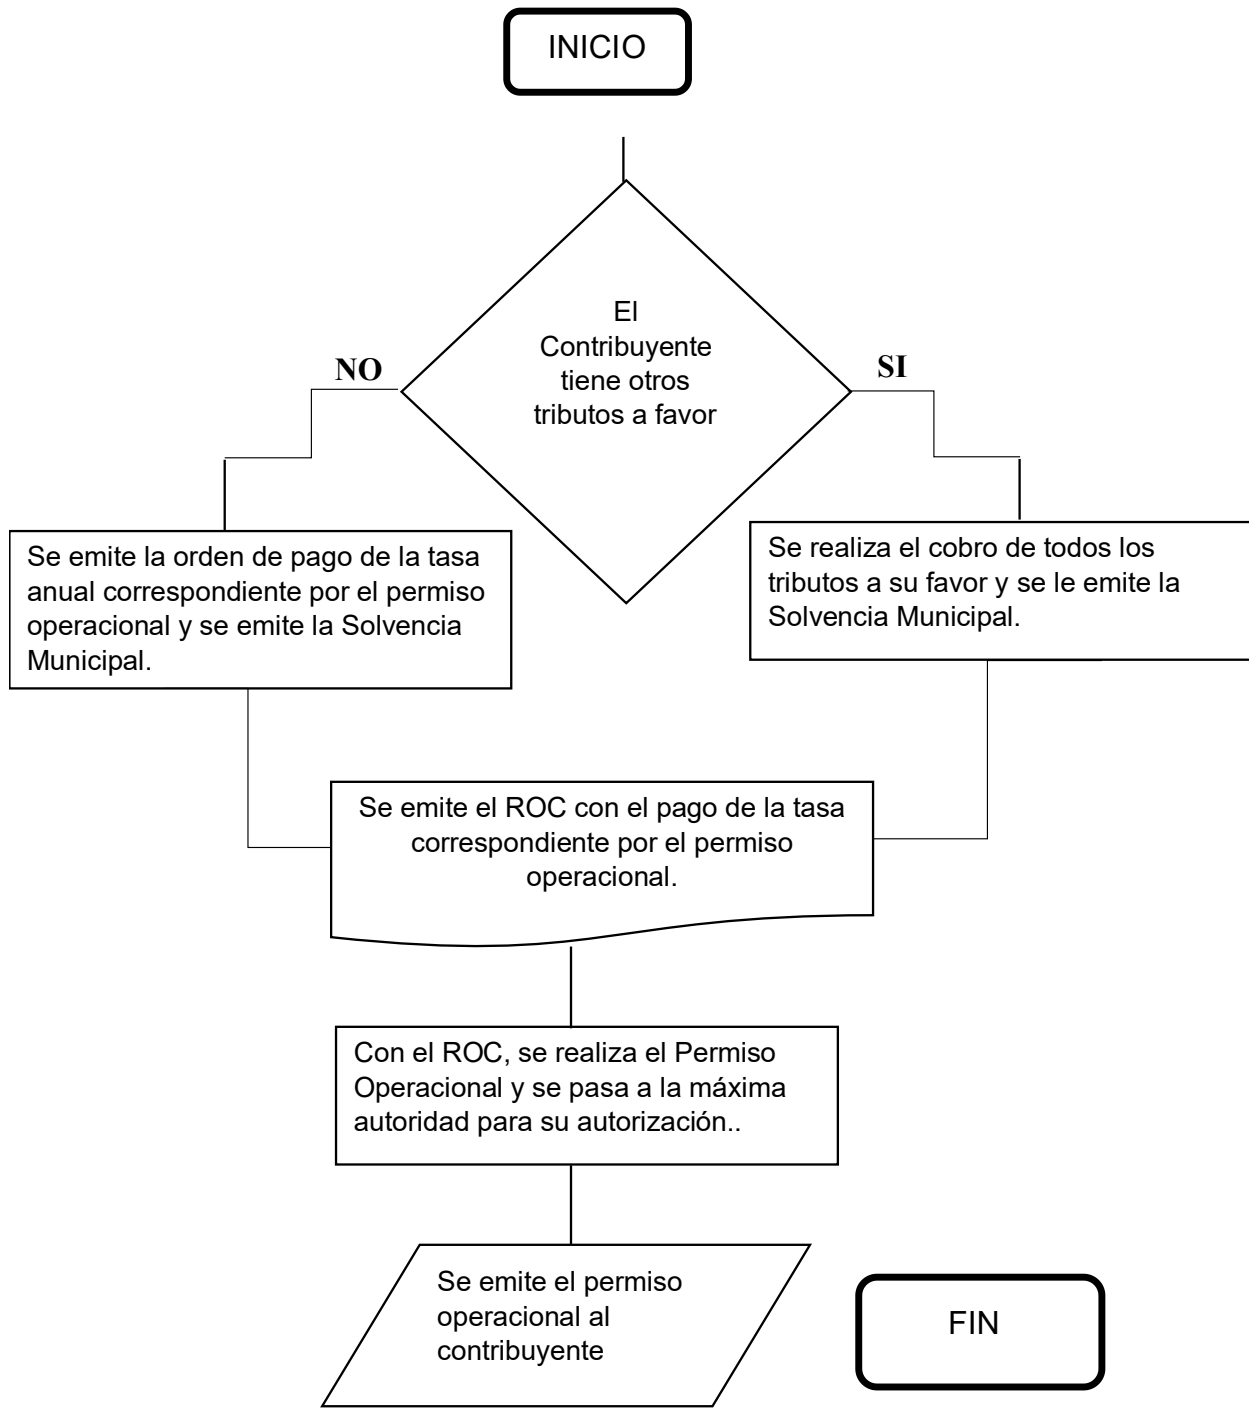 INICIO
El
Contribuyente
tiene otros
tributos a favor
NO
SI
Se emite la orden de pago de la tasa
anual correspondiente por el permiso
operacional y se emite la Solvencia
Municipal.
Se realiza el cobro de todos los
tributos a su favor y se le emite la
Solvencia Municipal.
Se emite el ROC con el pago de la tasa
correspondiente por el permiso
operacional.
Con el ROC, se realiza el Permiso
Operacional y se pasa a la máxima
autoridad para su autorización..
Se emite el permiso
operacional al
contribuyente
FIN